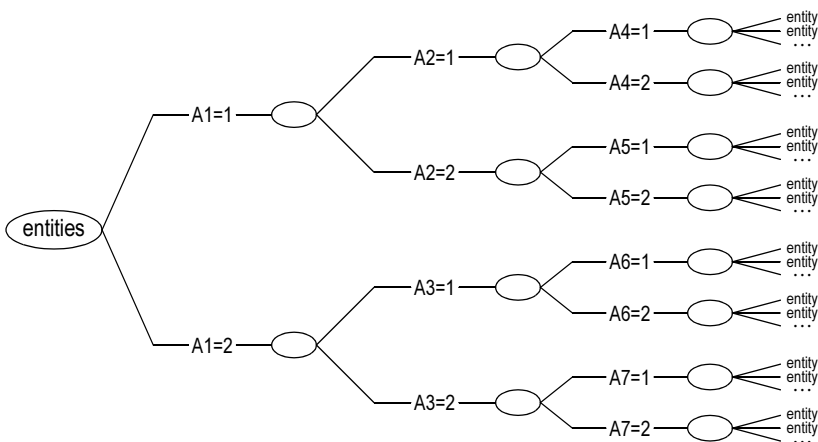 entities
A1=1
A1=2
A2=1
A2=2
A3=1
A3=2
A4=1
A4=2
A5=1
A5=2
A6=1
A6=2
A7=1
A7=2
entity
entity
...
entity
entity
...
entity
entity
...
entity
entity
...
entity
entity
...
entity
entity
...
entity
entity
...
entity
entity
...